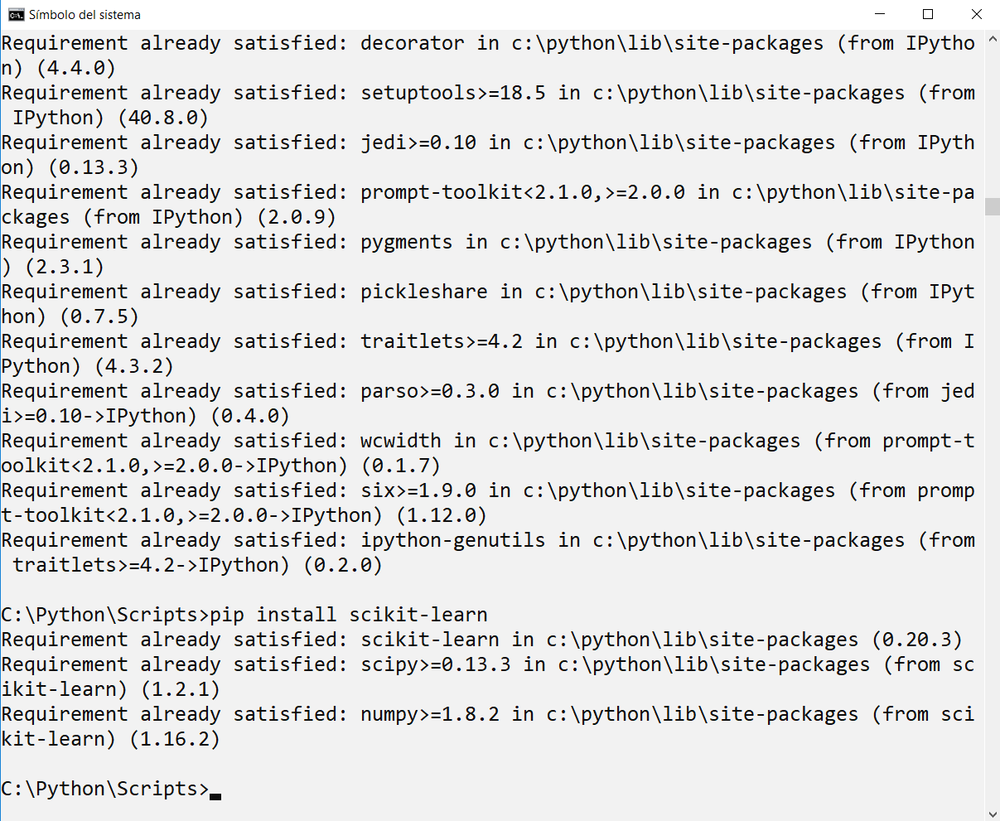 Símbolo del sistema
Requirement already satisfied: decorator in c:\python\lib\site-packages (from IPytho
n) (4.4.0)
Requirement already satisfied: setuptools>=18.5 in c:\python\lib\site-packages (from
 IPython) (40.8.0)
Requirement already satisfied: jedi>=0.10 in c:\python\lib\site-packages (from IPyth
on) (0.13.3)
Requirement already satisfied: prompt-toolkit<2.1.0,>=2.0.0 in c:\python\lib\site-pa
ckages (from IPython) (2.0.9)
Requirement already satisfied: pygments in c:\python\lib\site-packages (from IPython
) (2.3.1)
Requirement already satisfied: pickleshare in c:\python\lib\site-packages (from IPyt
hon) (0.7.5)
Requirement already satisfied: traitlets>=4.2 in c:\python\lib\site-packages (from I
Python) (4.3.2)
Requirement already satisfied: parso>=0.3.0 in c:\python\lib\site-packages (from jed
i>=0.10->IPython) (0.4.0)
Requirement already satisfied: wcwidth in c:\python\lib\site-packages (from prompt-t
oolkit<2.1.0,>=2.0.0->IPython) (0.1.7)
Requirement already satisfied: six>=1.9.0 in c:\python\lib\site-packages (from promp
t-toolkit<2.1.0,>=2.0.0->IPython) (1.12.0)
Requirement already satisfied: ipython-genutils in c:\python\lib\site-packages (from
 traitlets>=4.2->IPython) (0.2.0)

C:\Python\Scripts>pip install scikit-learn
Requirement already satisfied: scikit-learn in c:\python\lib\site-packages (0.20.3)
Requirement already satisfied: scipy>=0.13.3 in c:\python\lib\site-packages (from sc
ikit-learn) (1.2.1)
Requirement already satisfied: numpy>=1.8.2 in c:\python\lib\site-packages (from sci
kit-learn) (1.16.2)

C:\Python\Scripts>